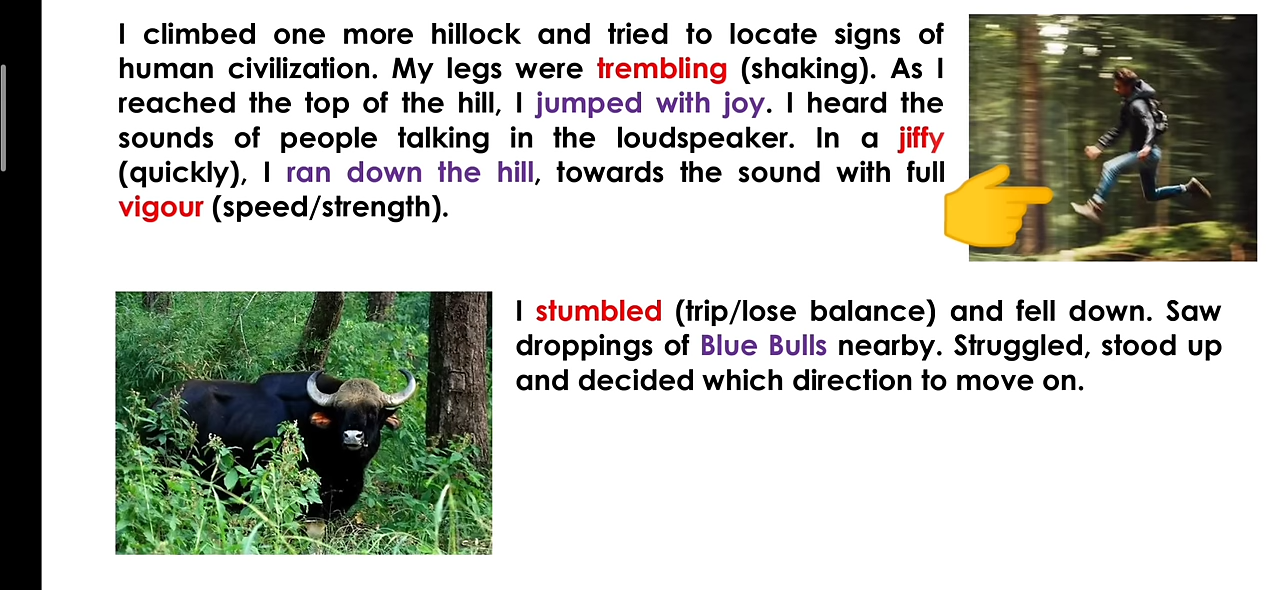 I climbed one more hillock and tried to locate signs of
human civilization. My legs were trembling (shaking). As I
reached the top of the hill, I jumped with joy. I heard the
sounds of people talking in the loudspeaker. In a jiffy
(quickly), I ran down the hill, towards the sound with full
vigour (speed/strength).
I stumbled (trip/lose balance) and fell down. Saw
droppings of Blue Bulls nearby. Struggled, stood up
and decided which direction to move on.